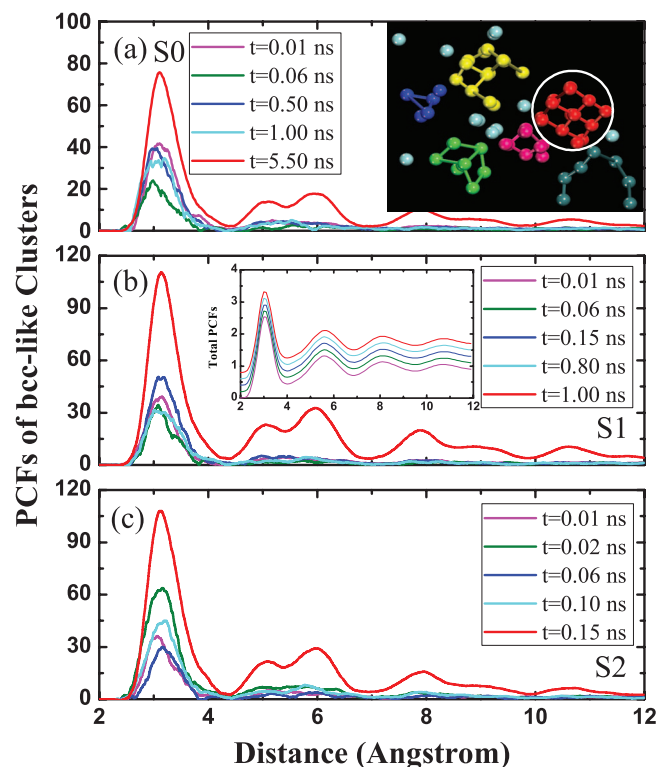 PCFs of bcc-like Clusters
(a) S0
t=0.01 ns
t=0.06 ns
t=0.50 ns
t=1.00 ns
t=5.50 ns
100
80
60
40
20
0
(b)
S1
t=0.01 ns
t=0.06 ns
t=0.15 ns
t=0.80 ns
t=1.00 ns
120
90
60
30
0
Total PCFs
4
3
2
1
0
2 4 6 8 10 12
(c)
S2
t=0.01 ns
t=0.02 ns
t=0.06 ns
t=0.10 ns
t=0.15 ns
120
90
60
30
0
2 4 6 8 10 12
Distance (Angstrom)